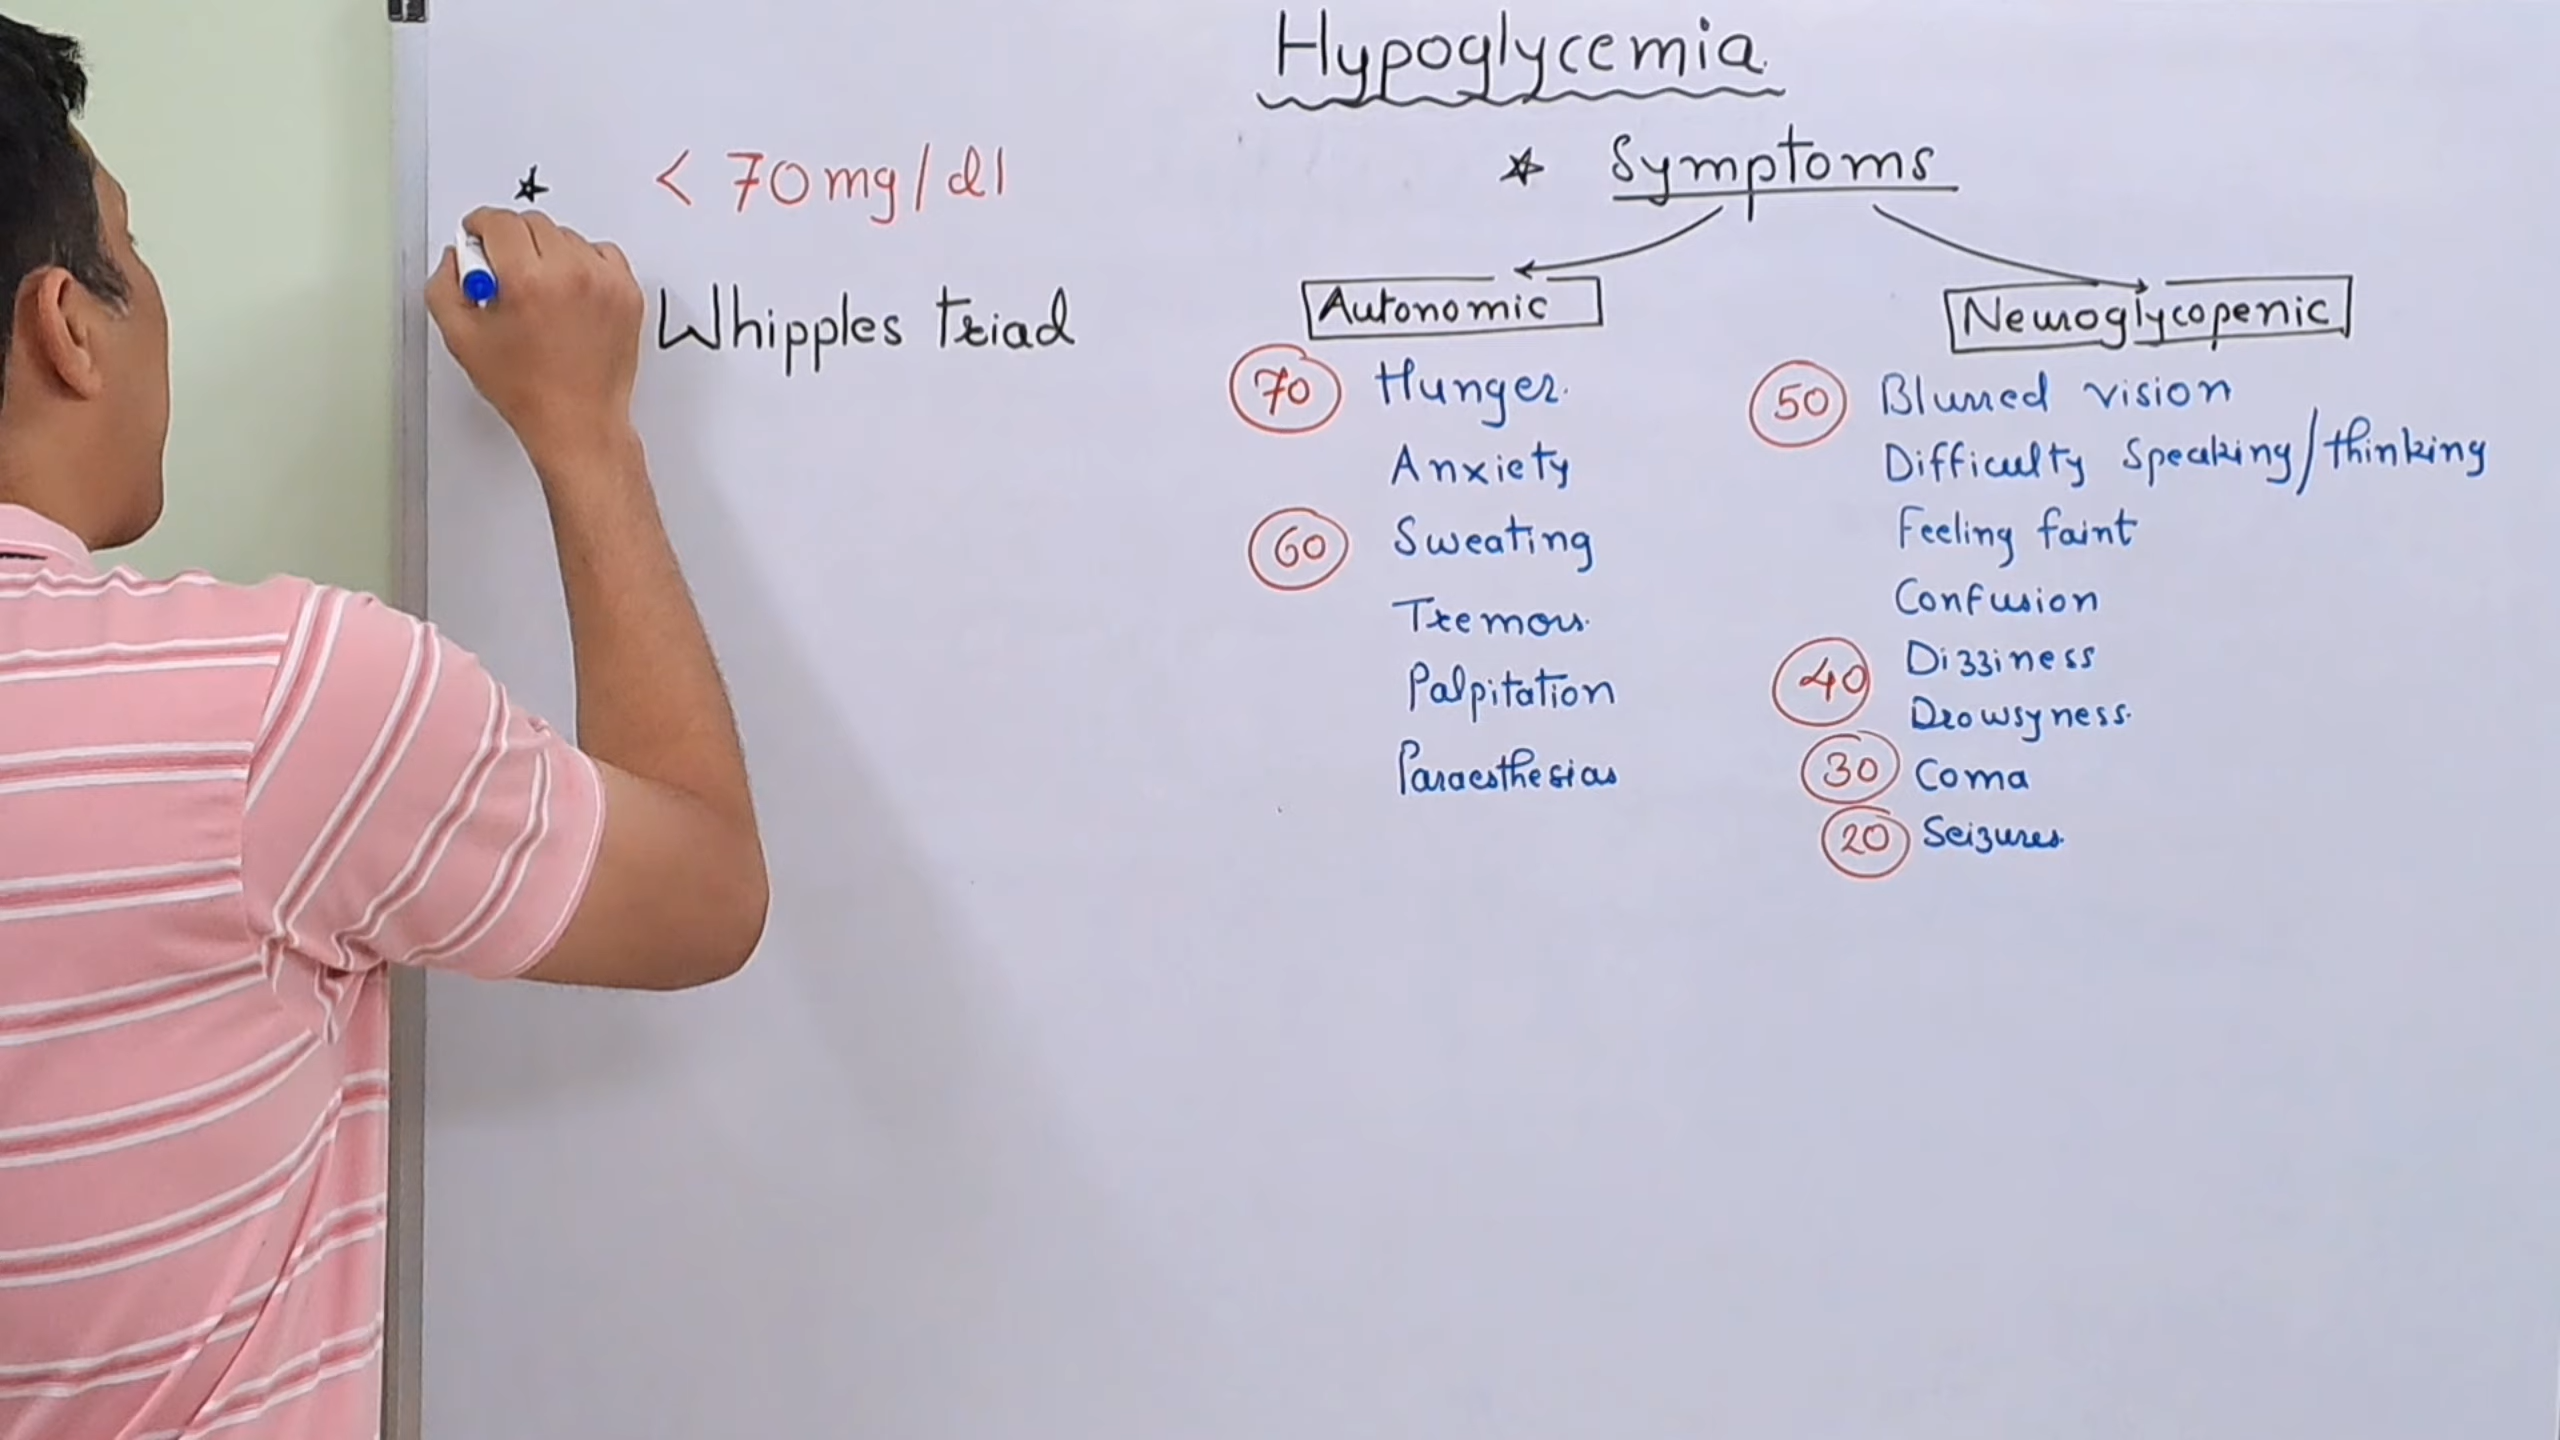 Hypoglycemia
< 70mg/dl
Whipples triad
Symptoms
Autonomic
70 Hunger.
Anxiety
60 Sweating
Tremors.
Palpitation
Paraesthesias
Neuroglycopenic
50 Blurred vision
Difficulty Speaking/thinking
Feeling faint
Confusion
40 Dizziness
Drowsyness.
30 Coma
20 Seizures.